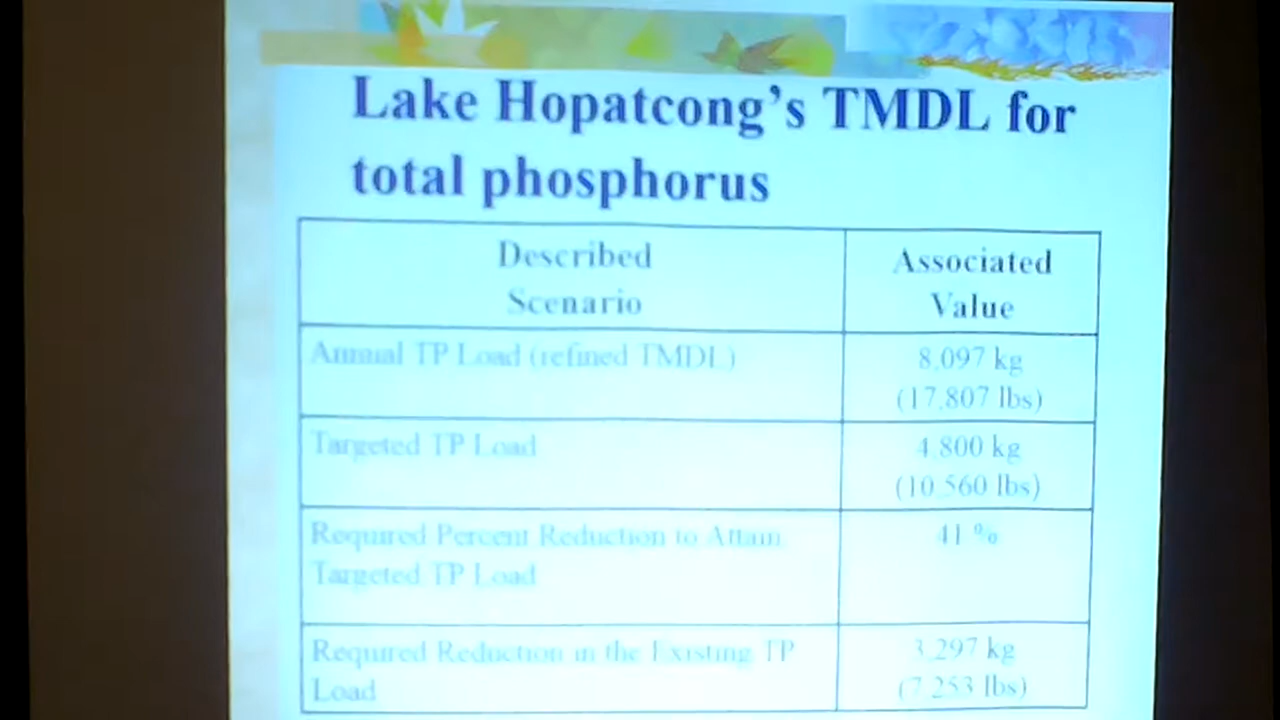 Lake Hopatcong's TMDL for
total phosphorus
Described
Scenario
Associated
Value
Annual TP Load (refined TMDL)
8,097 kg
(17,807 lbs)
Targeted TP Load
4,800 kg
(10,560 lbs)
Required Percent Reduction to Attain
Targeted TP Load
41 %
Required Reduction in the Existing TP
Load
3,297 kg
(7,253 lbs)